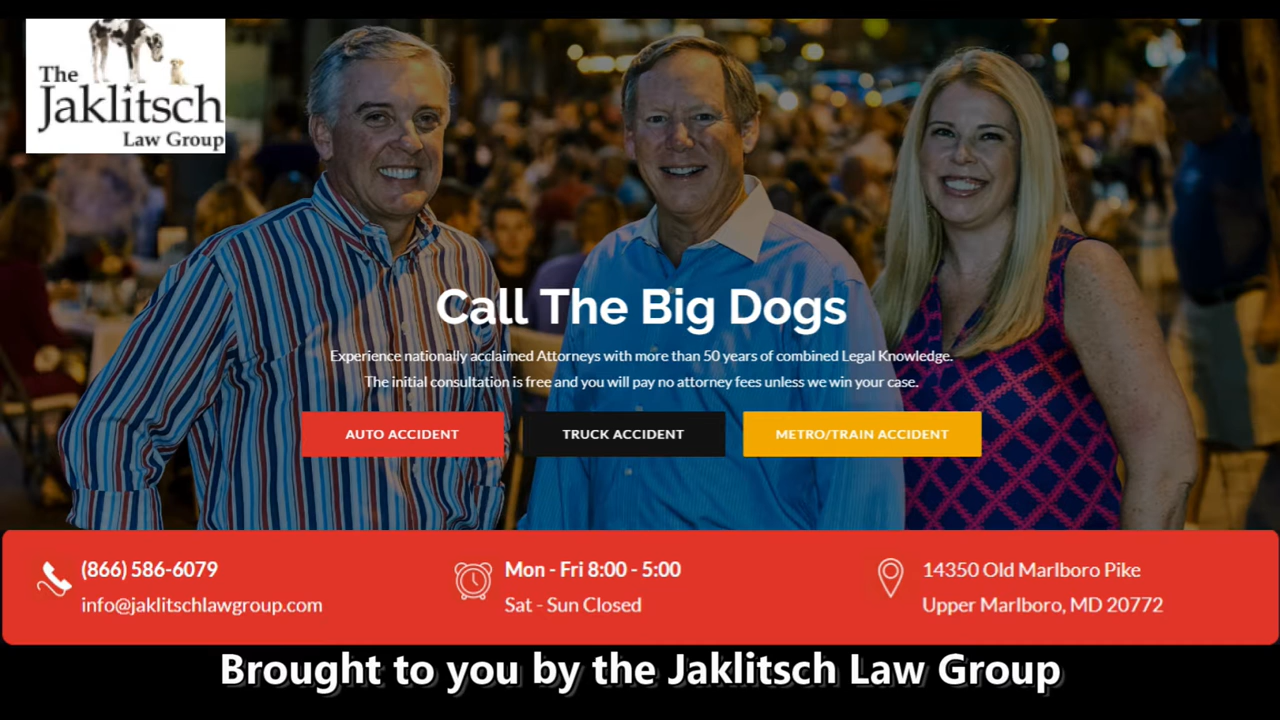 The
Jaklitsch
Law Group
Call The Big Dogs
Experience nationally acclaimed Attorneys with more than 50 years of combined Legal Knowledge.
The initial consultation is free and you will pay no attorney fees unless we win your case.
AUTO ACCIDENT
TRUCK ACCIDENT
METRO/TRAIN ACCIDENT
(866) 586-6079
info@jaklitschlawgroup.com
Mon - Fri 8:00 - 5:00
Sat - Sun Closed
14350 Old Marlboro Pike
Upper Marlboro, MD 20772
Brought to you by the Jaklitsch Law Group